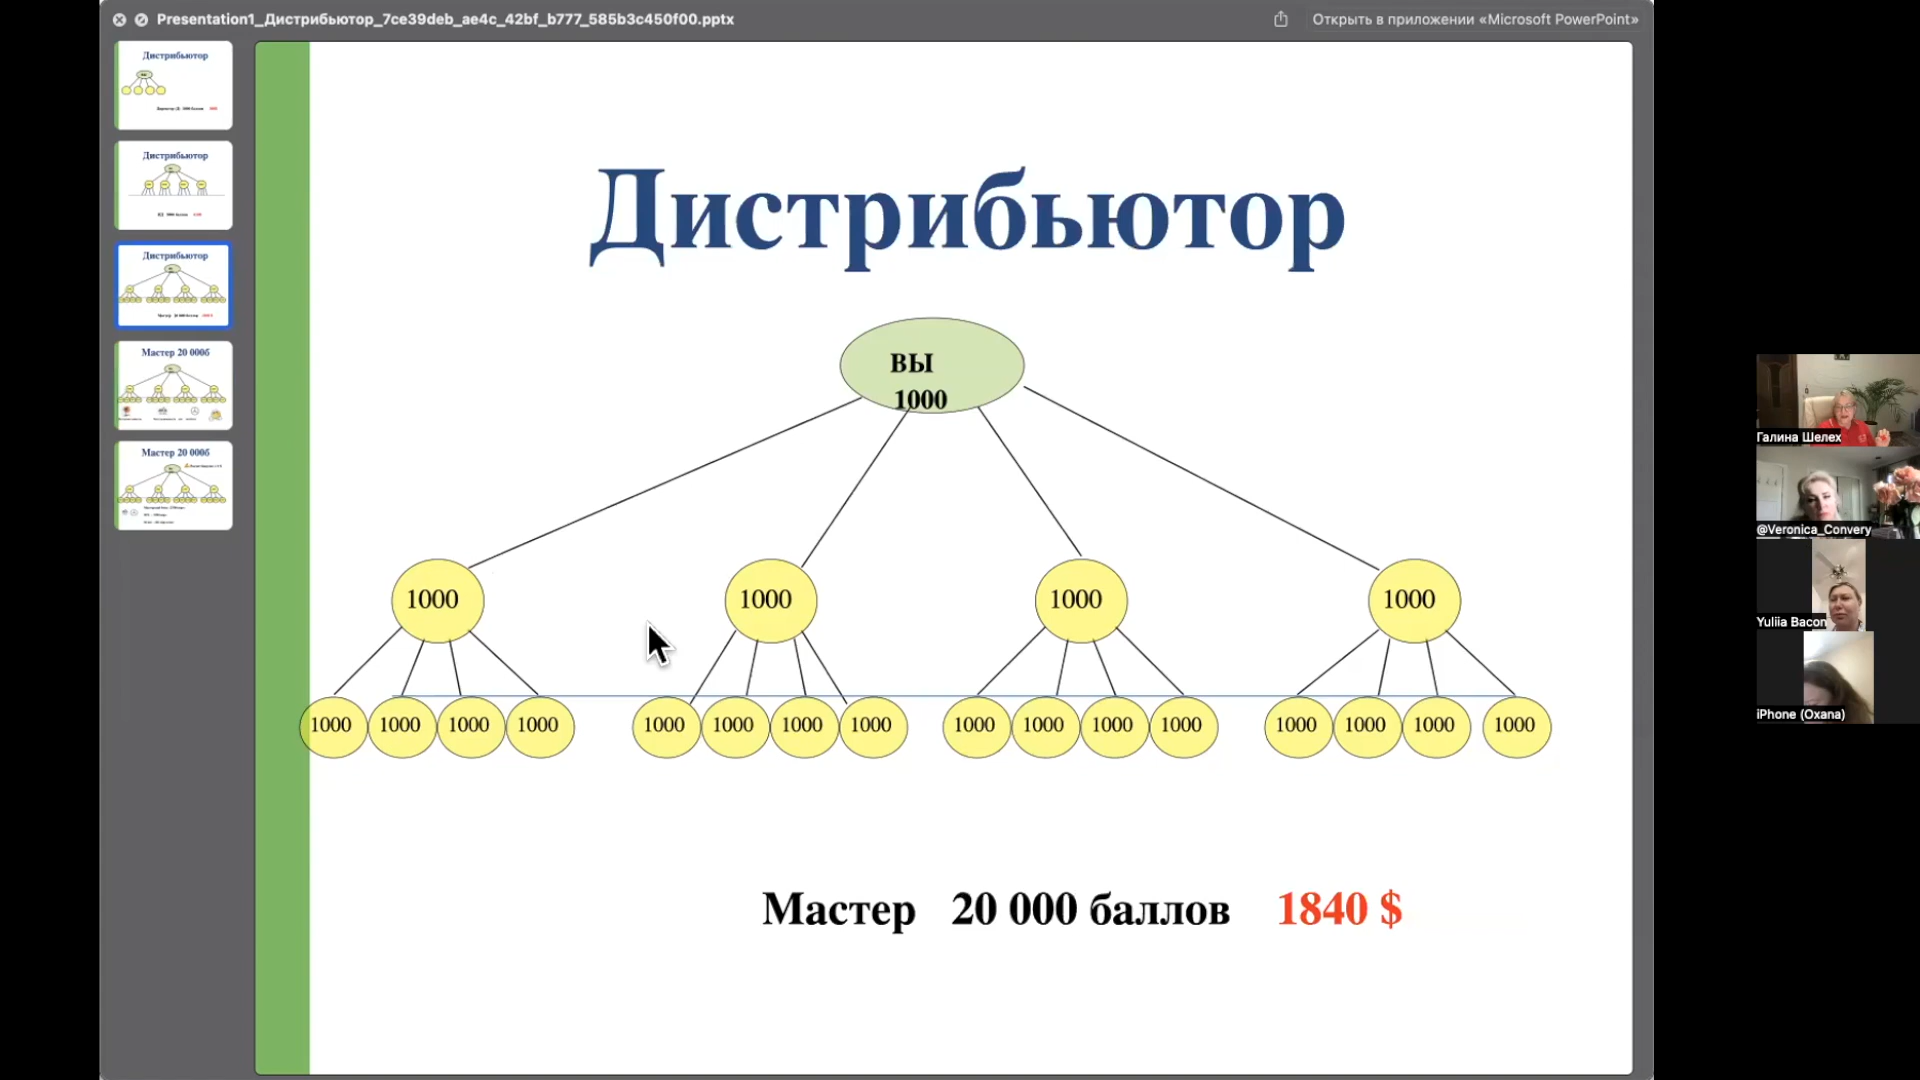 Presentation1_Дистрибьютор_7ce39deb_ae4c_42bf_b777_585b3c450f00.pptx
Открыть в приложении «Microsoft PowerPoint»
Дистрибьютор
Дистрибьютор
Дистрибьютор
Мастер 20 000б
Мастер 20 000б
Дистрибьютор
ВЫ
1000
1000 1000 1000 1000
1000 1000 1000 1000 1000 1000 1000 1000 1000 1000 1000 1000 1000 1000 1000 1000
Мастер 20 000 баллов 1840 $
Галина Шелех
@Veronica_Convery
Yuliia Bacon
iPhone (Oxana)